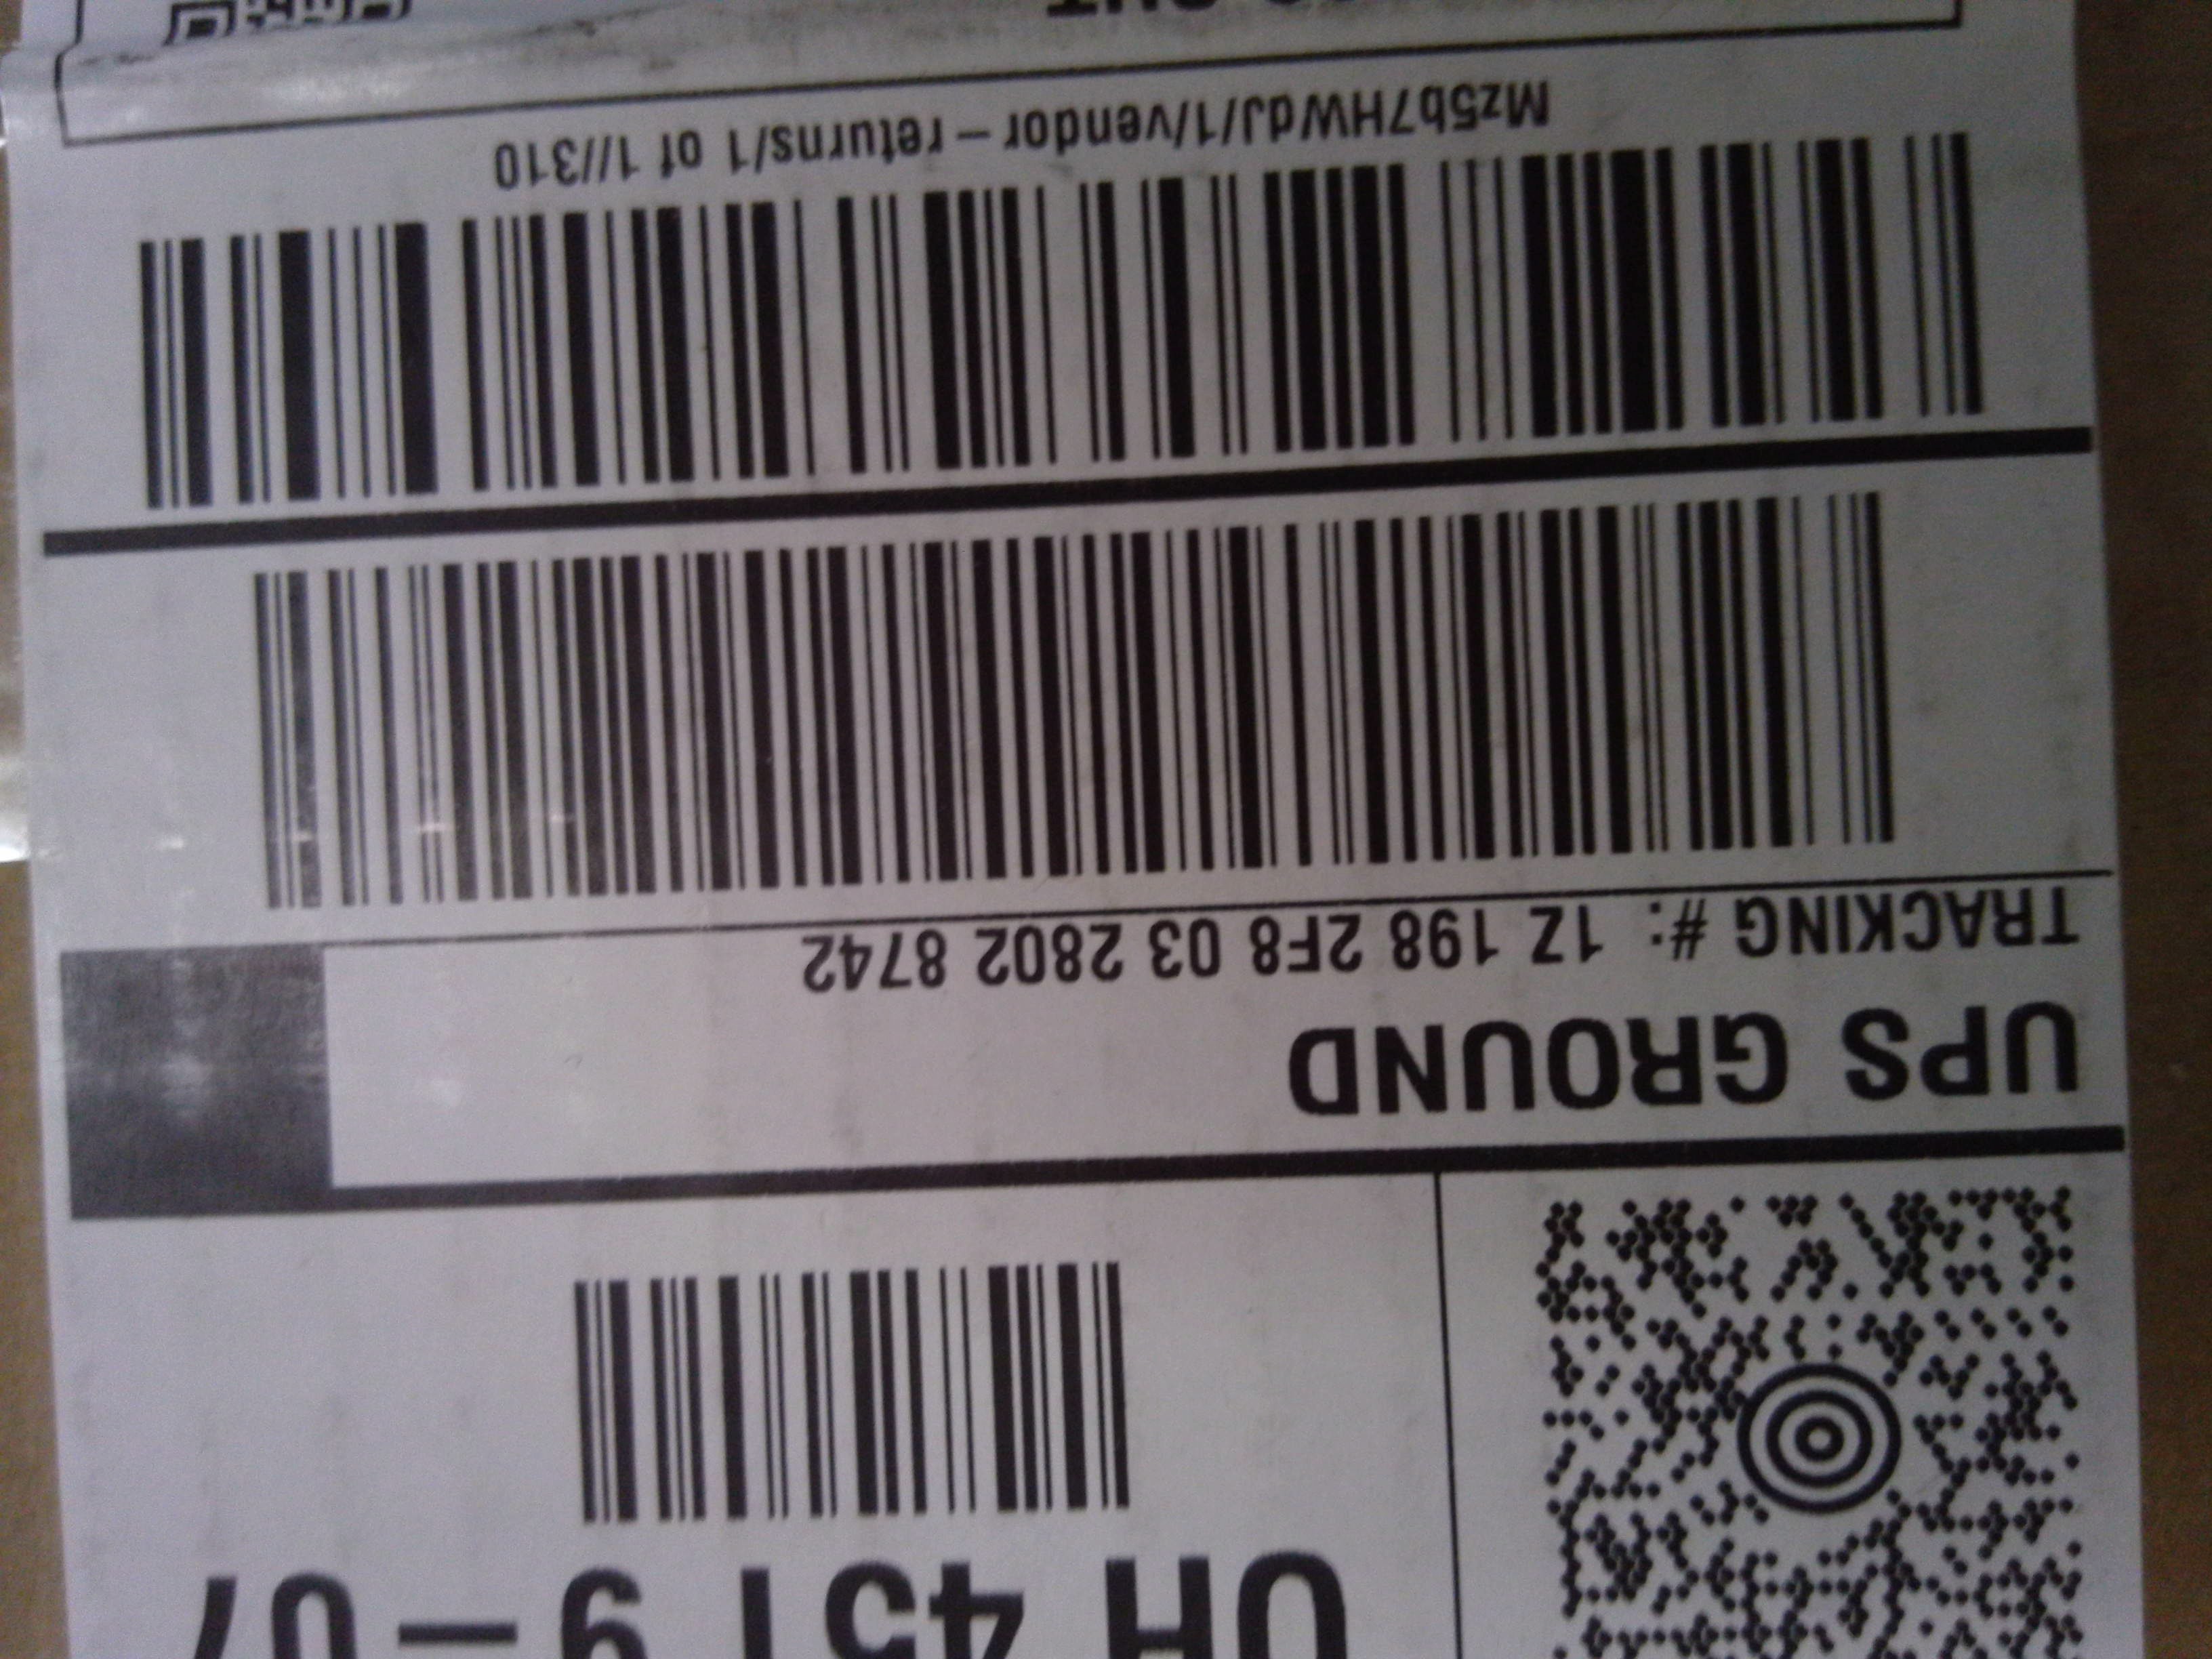 OH 451 9-07
UPS GROUND
TRACKING #: 1Z 198 2F8 03 2802 8742
Mz5b7HWdJ/1/vendor-returns/1 of 1//310